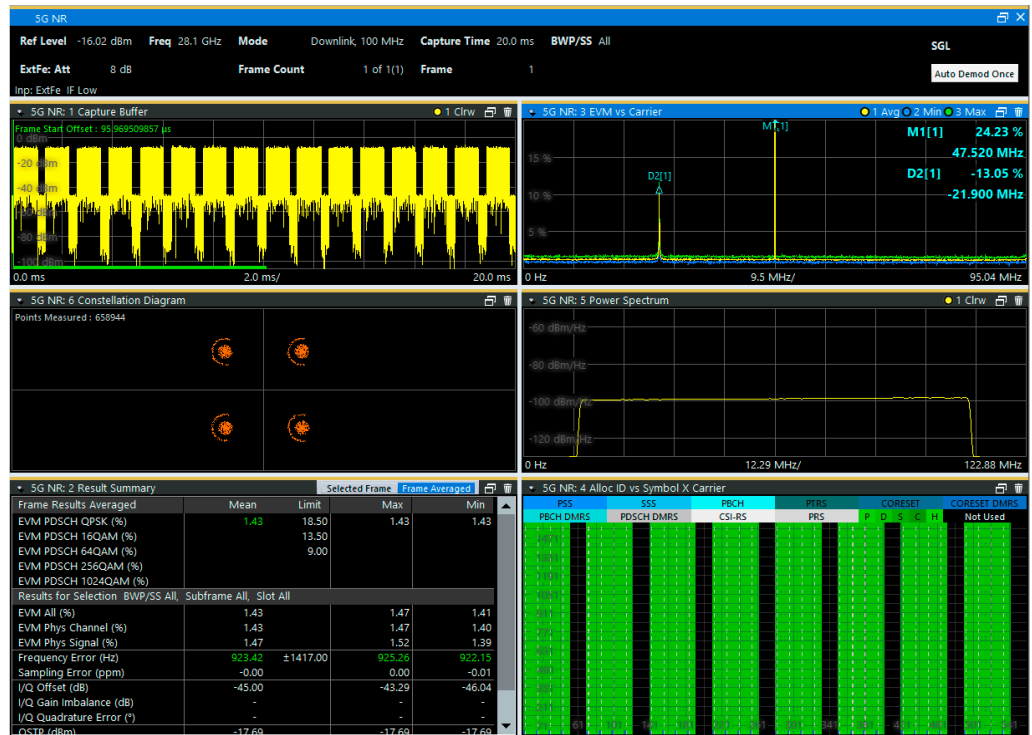 5G NR
Ref Level -16.02 dBm Freq 28.1 GHz Mode Downlink, 100 MHz Capture Time 20.0 ms BWP/SS All
SGL
ExtFe: Att 8 dB Frame Count 1 of 1(1) Frame 1
Auto Demod Once
Inp: ExtFe IF Low
5G NR: 1 Capture Buffer 1 Clrw
Frame Start Offset : 95.969509857 µs
0 dBm
-20 dBm
-40 dBm
-80 dBm
-100 dBm
0.0 ms 2.0 ms/ 20.0 ms
5G NR: 3 EVM vs Carrier 1 Avg 2 Min 3 Max
M1[1]
M1[1] 24.23 %
47.520 MHz
15 %
D2[1] -13.05 %
D2[1]
-21.900 MHz
10 %
5 %
0 Hz 9.5 MHz/ 95.04 MHz
5G NR: 6 Constellation Diagram
Points Measured : 658944
5G NR: 5 Power Spectrum 1 Clrw
-60 dBm/Hz
-80 dBm/Hz
-100 dBm/Hz
-120 dBm/Hz
0 Hz 12.29 MHz/ 122.88 MHz
5G NR: 2 Result Summary Selected Frame Frame Averaged
Frame Results Averaged Mean Limit Max Min
EVM PDSCH QPSK (%) 1.43 18.50 1.43 1.43
EVM PDSCH 16QAM (%) 13.50
EVM PDSCH 64QAM (%) 9.00
EVM PDSCH 256QAM (%)
EVM PDSCH 1024QAM (%)
Results for Selection BWP/SS All, Subframe All, Slot All
EVM All (%) 1.43 1.47 1.41
EVM Phys Channel (%) 1.43 1.47 1.40
EVM Phys Signal (%) 1.47 1.52 1.39
Frequency Error (Hz) 923.42 ±1417.00 925.26 922.15
Sampling Error (ppm) -0.00 0.00 -0.01
I/Q Offset (dB) -45.00 -43.29 -46.04
I/Q Gain Imbalance (dB) - - -
I/Q Quadrature Error (°) - - -
OSTP (dBm) -17.69 -17.69 -17.69
5G NR: 4 Alloc ID vs Symbol X Carrier
PSS SSS PBCH PTRS CORESET CORESET DMRS
PBCH DMRS PDSCH DMRS CSI-RS PRS P D S C H Not Used